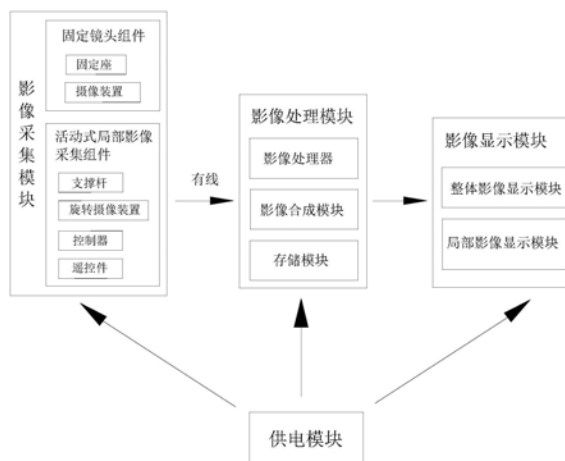 影像采集模块
固定镜头组件
固定座
摄像装置
活动式局部影像
采集组件
支撑杆
旋转摄像装置
控制器
遥控件
有线
影像处理模块
影像处理器
影像合成模块
存储模块
影像显示模块
整体影像显示模块
局部影像显示模块
供电模块